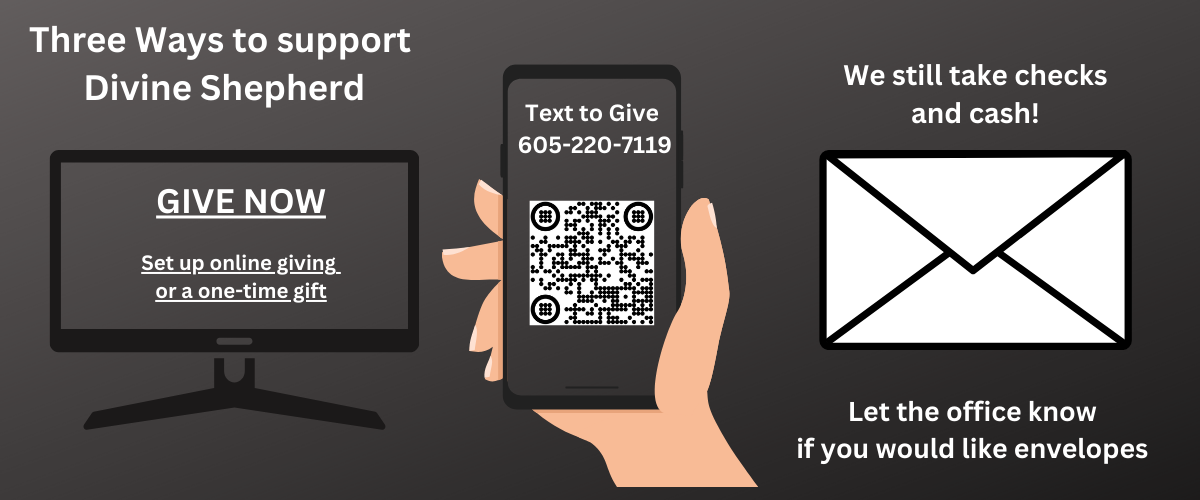 Three Ways to support
Divine Shepherd
GIVE NOW
Set up online giving
or a one-time gift
Text to Give
605-220-7119
We still take checks
and cash!
Let the office know
if you would like envelopes